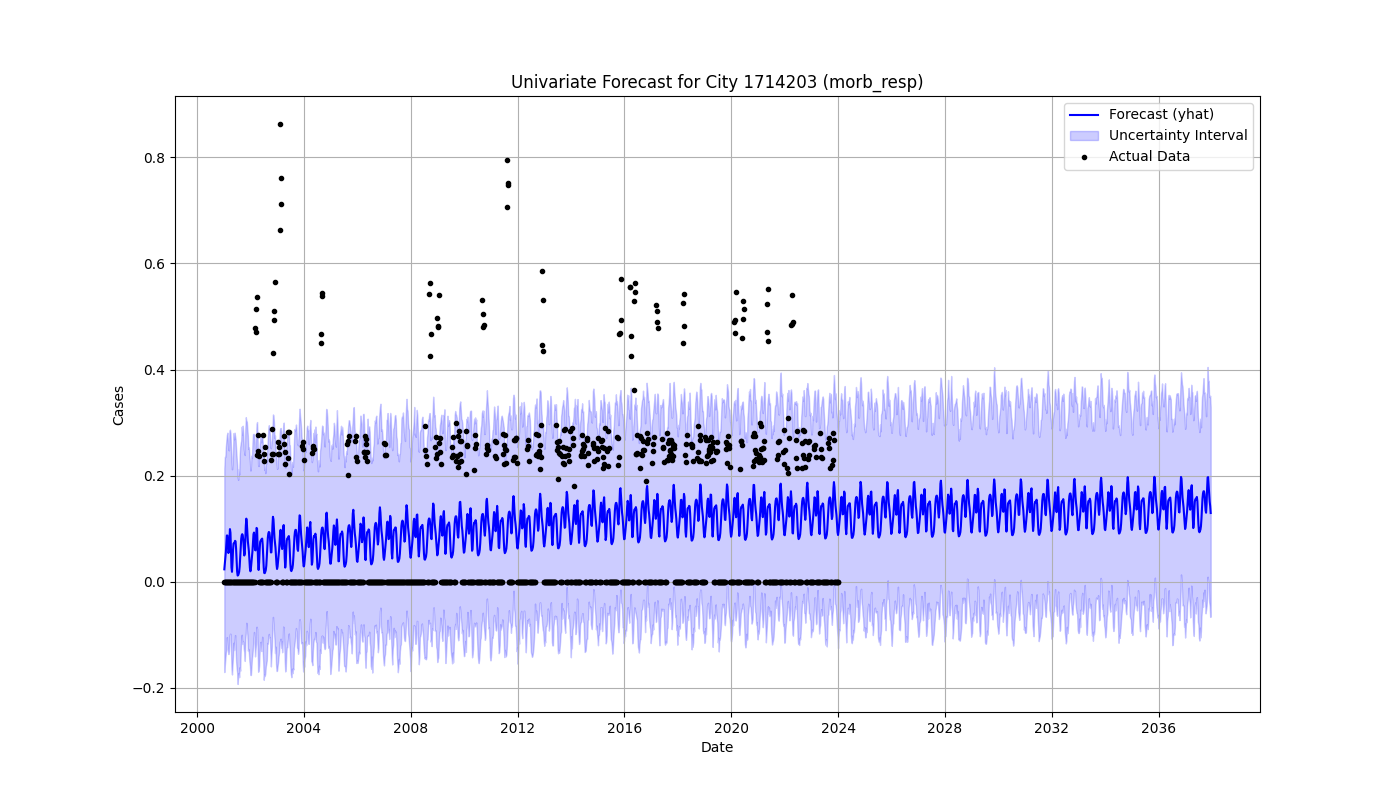 Univariate Forecast for City 1714203 (morb_resp)
Forecast (yhat)
Uncertainty Interval
Actual Data
Cases
0.8
0.6
0.4
0.2
0.0
−0.2
2000 2004 2008 2012 2016 2020 2024 2028 2032 2036
Date